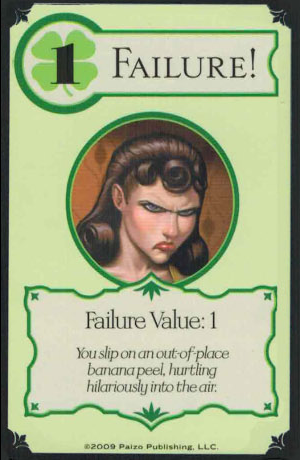 1 FAILURE!
Failure Value: 1
You slip on an out-of-place
banana peel, hurtling
hilariously into the air.
©2009 Paizo Publishing, LLC.